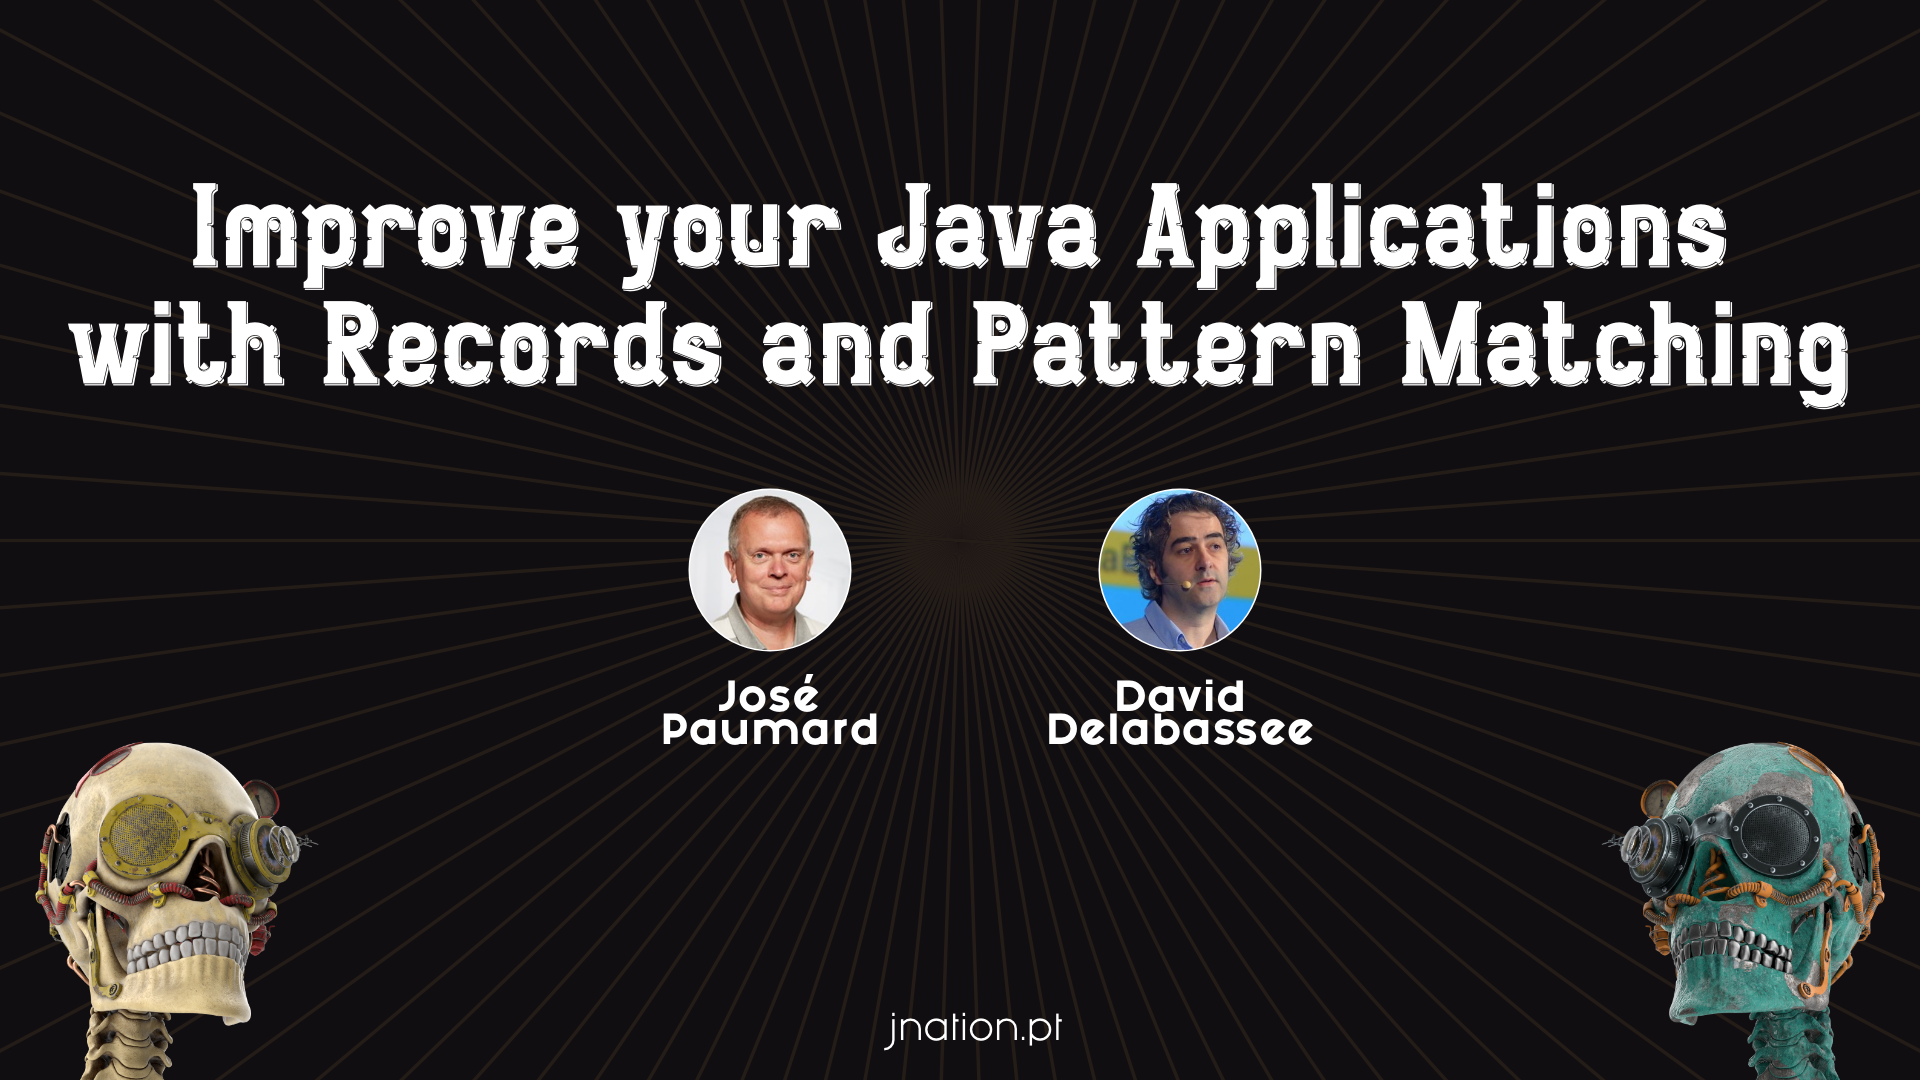 Improve your Java Applications
with Records and Pattern Matching
José
Paumard
David
Delabassee
jnation.pt